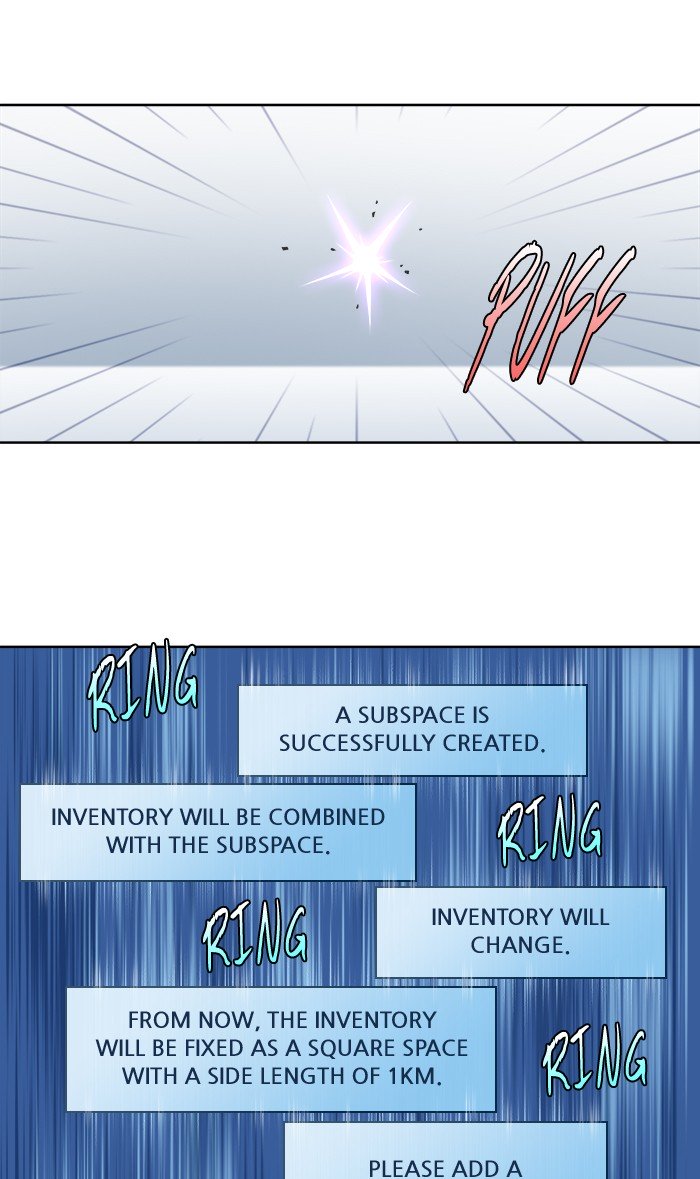 PUFF
RING
A SUBSPACE IS
SUCCESSFULLY CREATED.
INVENTORY WILL BE COMBINED
WITH THE SUBSPACE.
RING
RING
INVENTORY WILL
CHANGE.
FROM NOW, THE INVENTORY
WILL BE FIXED AS A SQUARE SPACE
WITH A SIDE LENGTH OF 1KM.
RING
PLEASE ADD A